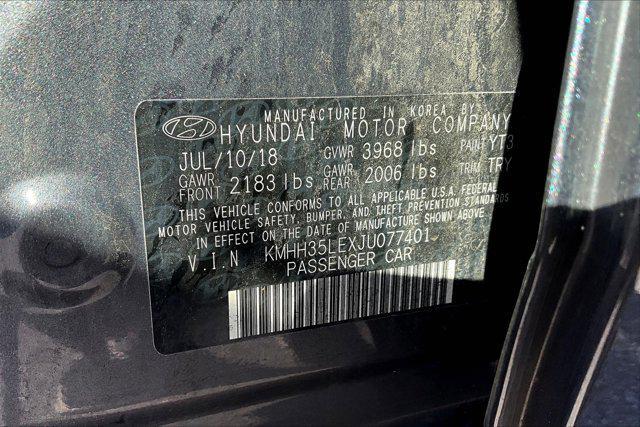 MANUFACTURED IN KOREA BY
HYUNDAI MOTOR COMPANY
JUL/10/18 GVWR 3968 lbs PAINT YT3
GAWR FRONT 2183 lbs GAWR REAR 2006 lbs TRIM TRY
THIS VEHICLE CONFORMS TO ALL APPLICABLE U.S.A. FEDERAL
MOTOR VEHICLE SAFETY, BUMPER, AND THEFT PREVENTION STANDARDS
IN EFFECT ON THE DATE OF MANUFACTURE SHOWN ABOVE.
V.I.N KMHH35LEXJU077401
PASSENGER CAR